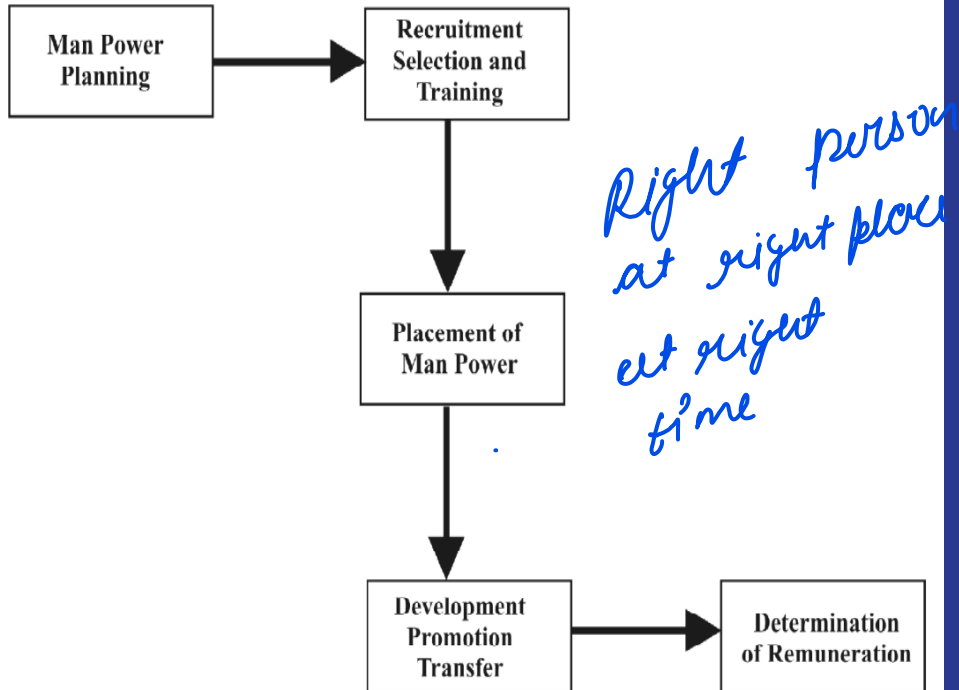 Man Power
Planning
Recruitment
Selection and
Training
Right person
at right place
at right
time
Placement of
Man Power
Development
Promotion
Transfer
Determination
of Remuneration